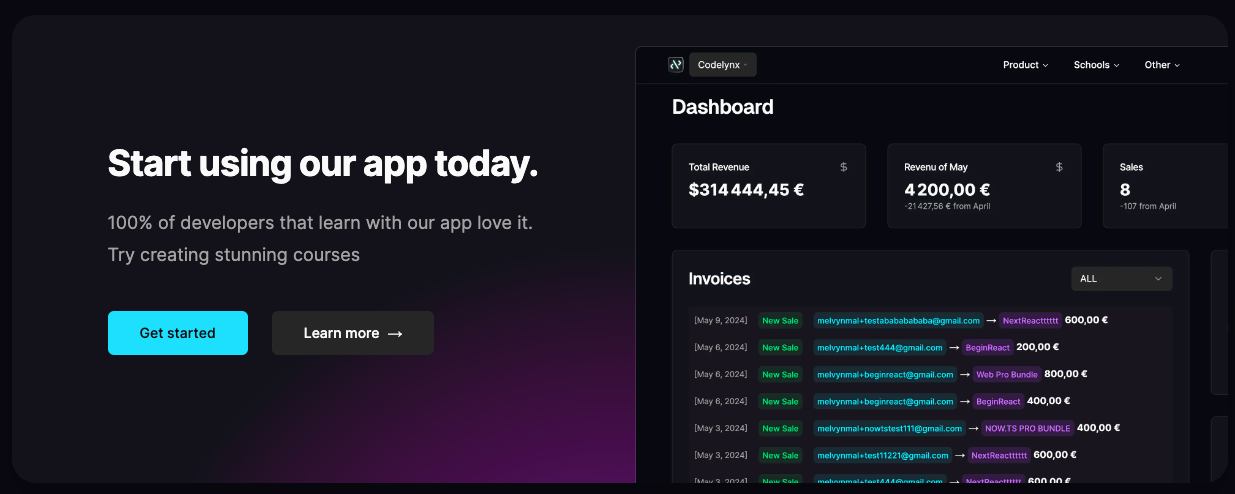 Start using our app today.
100% of developers that learn with our app love it.
Try creating stunning courses
Get started
Learn more →
Codelynx
Product
Schools
Other
Dashboard
Total Revenue $
$314 444,45 €
Revenu of May $
4 200,00 €
-21 427,56 € from April
Sales
8
-107 from April
Invoices
ALL
[May 9, 2024] New Sale melvynmal+testababababababa@gmail.com → NextReactttttt 600,00 €
[May 6, 2024] New Sale melvynmal+test444@gmail.com → BeginReact 200,00 €
[May 6, 2024] New Sale melvynmal+beginreact@gmail.com → Web Pro Bundle 800,00 €
[May 6, 2024] New Sale melvynmal+beginreact@gmail.com → BeginReact 400,00 €
[May 3, 2024] New Sale melvynmal+nowtstest111@gmail.com → NOW.TS PRO BUNDLE 400,00 €
[May 3, 2024] New Sale melvynmal+test11221@gmail.com → NextReactttttt 600,00 €
[May 3, 2024] New Sale melvynmal+test444@gmail.com → NextReactttttt 600,00 €